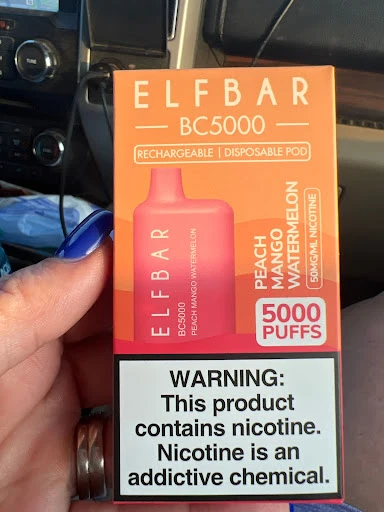 ELFBAR
BC5000
RECHARGEABLE | DISPOSABLE POD
ELFBAR
BC5000
PEACH MANGO WATERMELON
PEACH
MANGO
WATERMELON
50MG/ML NICOTINE
5000
PUFFS
WARNING:
This product
contains nicotine.
Nicotine is an
addictive chemical.
TUNE